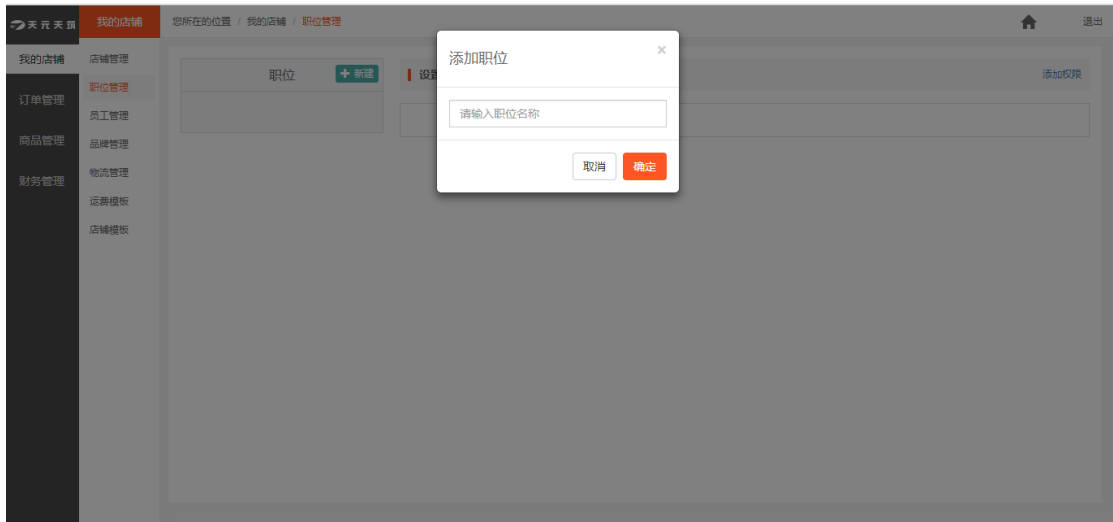 天元天筑
我的店铺
您所在的位置 / 我的店铺 / 职位管理
退出
我的店铺
订单管理
商品管理
财务管理
店铺管理
职位管理
员工管理
品牌管理
物流管理
运费模板
店铺模板
职位
+ 新建
设置
添加权限
添加职位
×
请输入职位名称
取消
确定